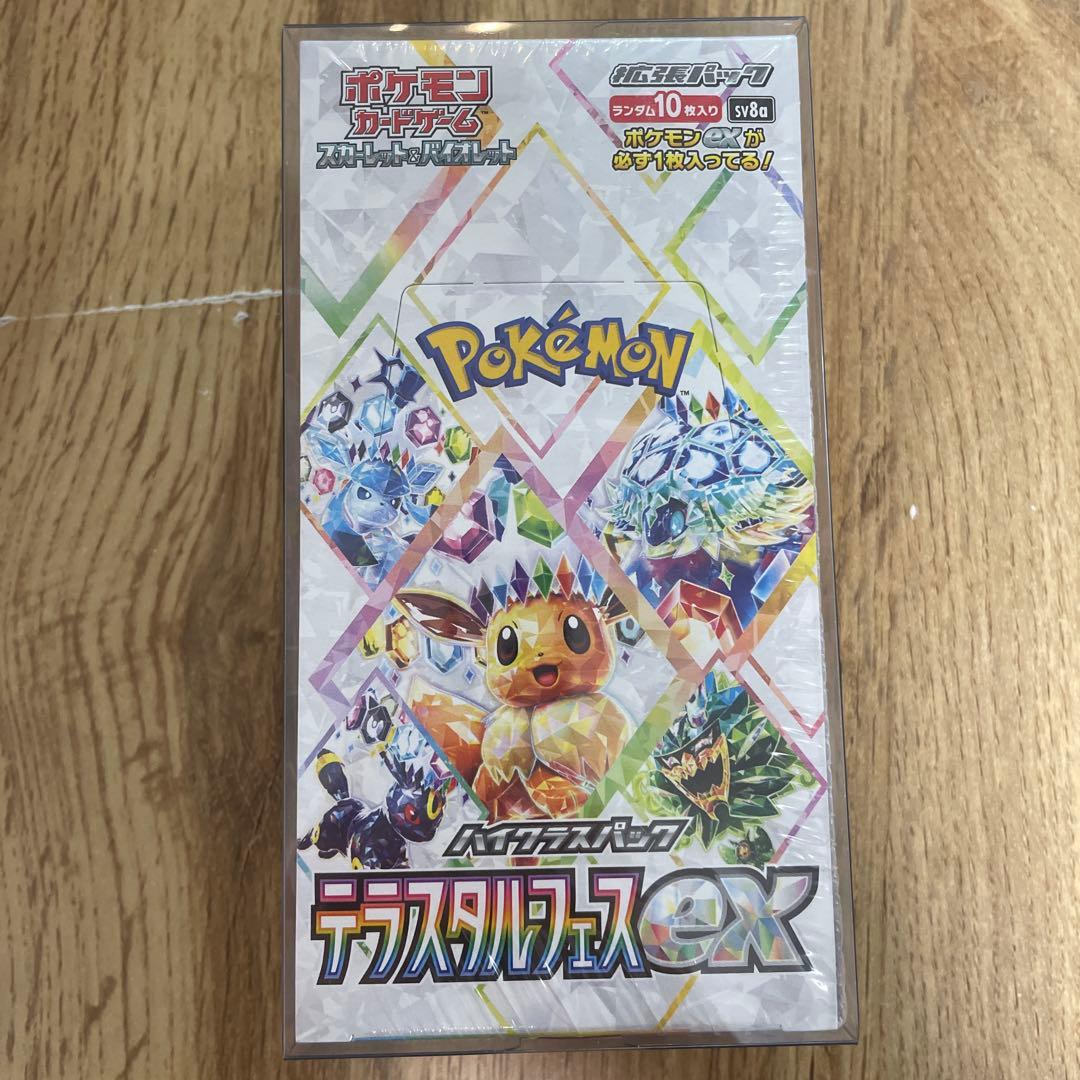 ポケモン
カードゲーム™
スカーレット&バイオレット
拡張パック
ランダム10枚入り SV8a
ポケモンexが
必ず1枚入ってる!
POKéMON™
ハイクラスパック
テラスタルフェスex